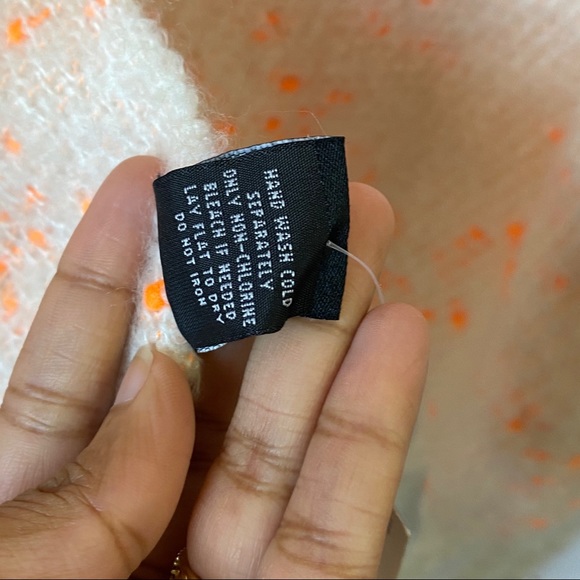 HAND WASH COLD
SEPARATELY
ONLY NON-CHLORINE
BLEACH IF NEEDED
LAY FLAT TO DRY
DO NOT IRON